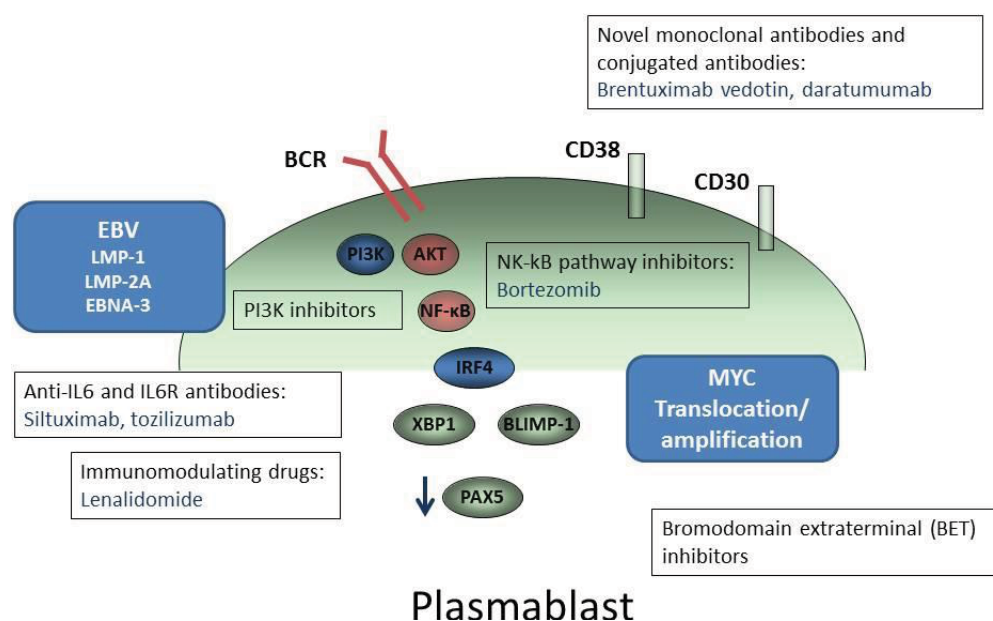 Novel monoclonal antibodies and
conjugated antibodies:
Brentuximab vedotin, daratumumab
BCR
CD38
CD30
EBV
LMP-1
LMP-2A
EBNA-3
PI3K
AKT
NK-kB pathway inhibitors:
Bortezomib
PI3K inhibitors
NF-κB
IRF4
Anti-IL6 and IL6R antibodies:
Siltuximab, tozilizumab
XBP1
BLIMP-1
MYC
Translocation/
amplification
Immunomodulating drugs:
Lenalidomide
PAX5
Bromodomain extraterminal (BET)
inhibitors
Plasmablast